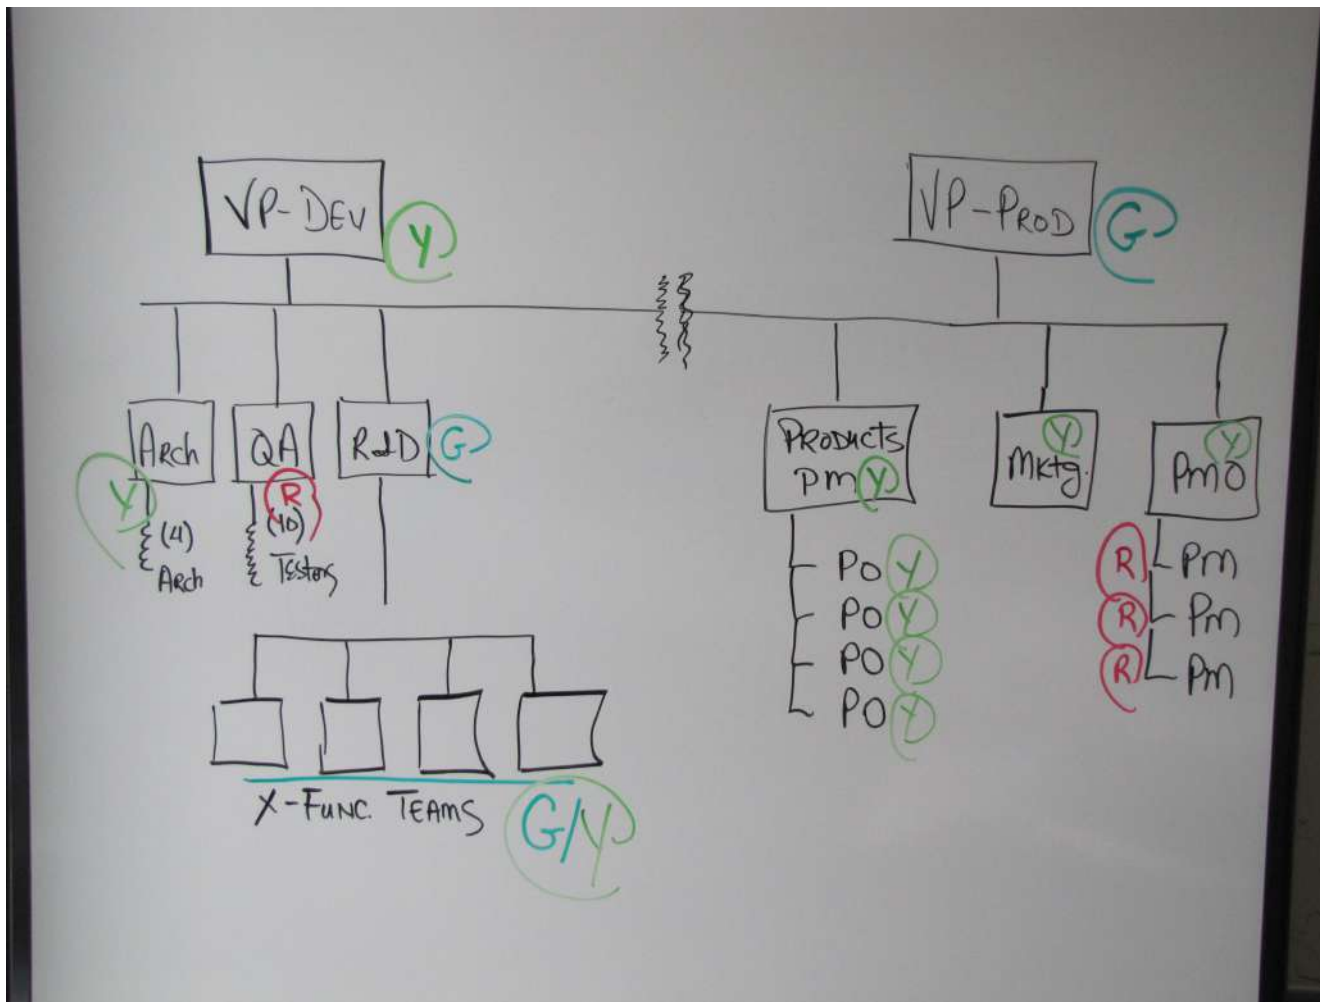 VP-DEV
Y
VP-PROD
G
Arch
Y
(4)
Arch
QA
R
(10)
Testers
R&D
G
X-FUNC. TEAMS
G/Y
PRODUCTS
PM Y
PO Y
PO Y
PO Y
PO Y
Y
Mktg.
Y
PMO
R PM
R PM
R PM